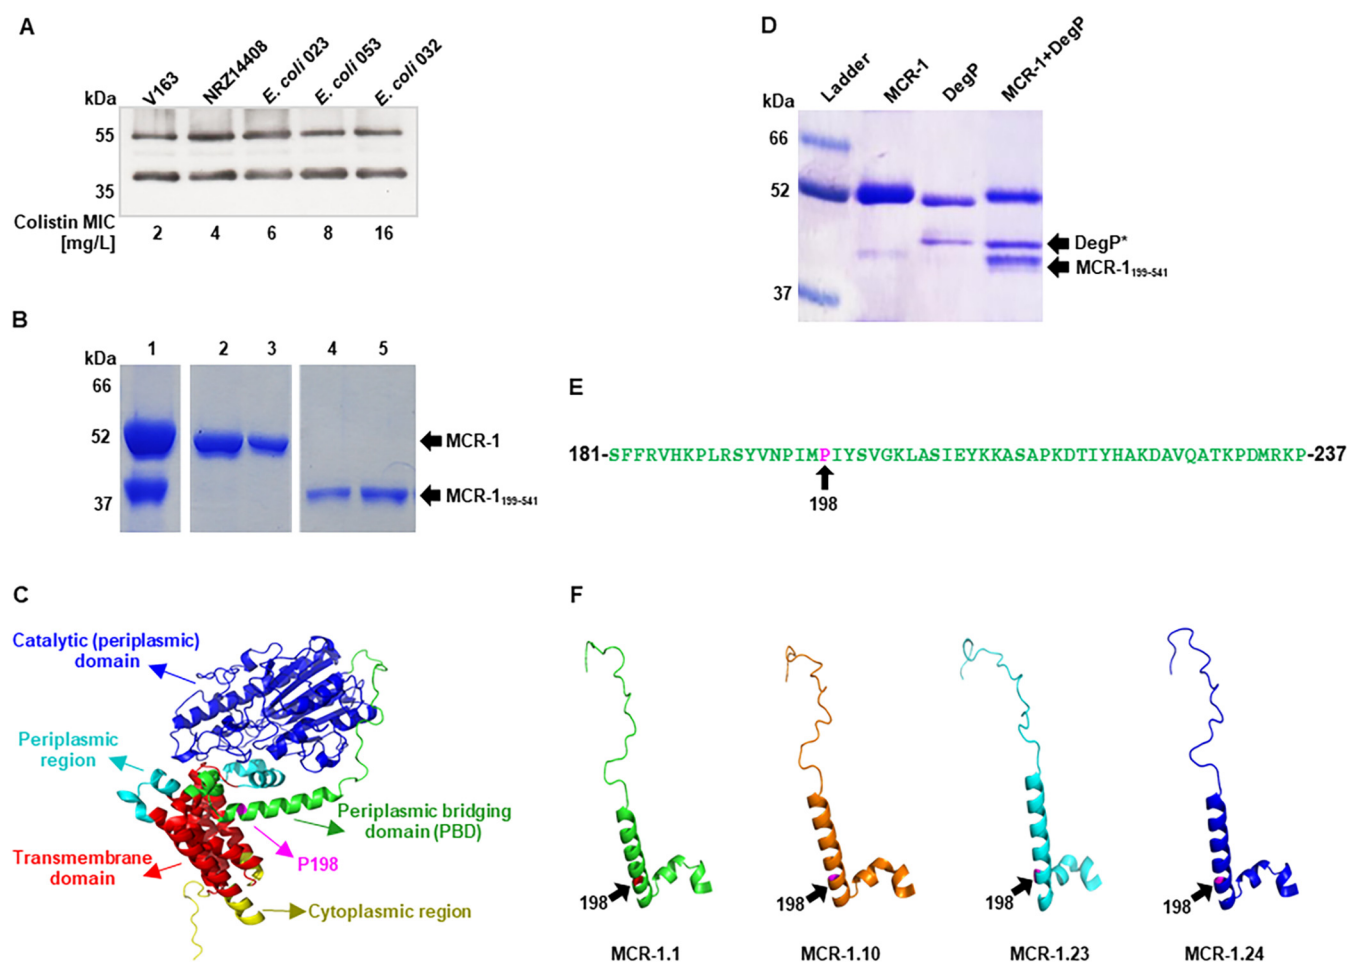 A
kDa
V163
NRZ14408
E. coli 023
E. coli 053
E. coli 032
55
35
Colistin MIC
[mg/L]
2 4 6 8 16
B
kDa
1 2 3 4 5
66
52
37
MCR-1
MCR-1199-541
C
Catalytic (periplasmic)
domain
Periplasmic
region
Transmembrane
domain
Periplasmic bridging
domain (PBD)
P198
Cytoplasmic region
D
kDa
Ladder
MCR-1
DegP
MCR-1+DegP
66
52
37
DegP*
MCR-1199-541
E
181-SFFRVHKPLRSYVNPIMPIYSVGKLASIEYKKASAPKDTIYHAKDAVQATKPDMRKP-237
198
F
198
198
198
198
MCR-1.1
MCR-1.10
MCR-1.23
MCR-1.24